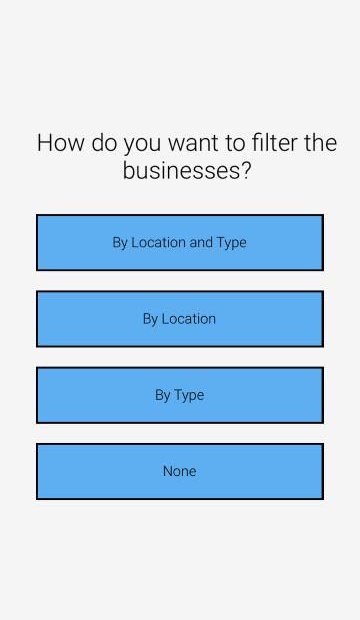 How do you want to filter the
businesses?
By Location and Type
By Location
By Type
None